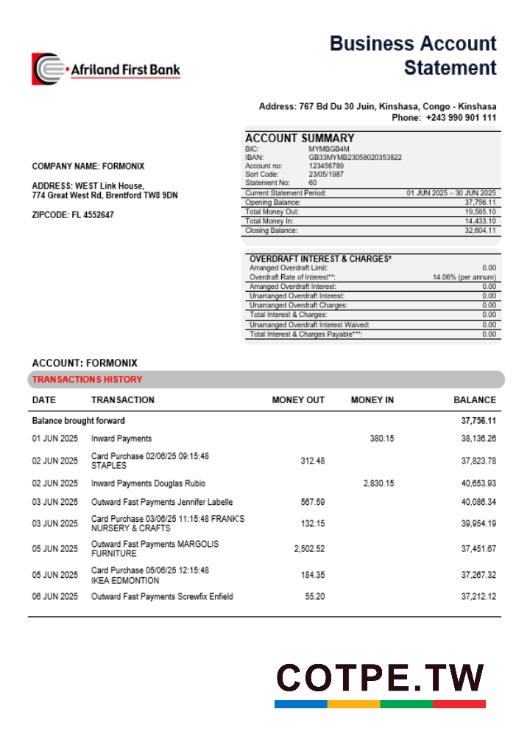 Business Account
Statement
Afriland First Bank
Address: 767 Bd Du 30 Juin, Kinshasa, Congo - Kinshasa
Phone: +243 990 901 111
ACCOUNT SUMMARY
BIC: MYMBGB4M
IBAN: GB33MYMB23058020353822
Account no: 123456789
Sort Code: 23/05/1987
Statement No: 60
Current Statement Period: 01 JUN 2025 – 30 JUN 2025
Opening Balance: 37,756.11
Total Money Out: 19,585.10
Total Money In: 14,433.10
Closing Balance: 32,604.11
COMPANY NAME: FORMONIX
ADDRESS: WEST Link House,
774 Great West Rd, Brentford TW8 9DN
ZIPCODE: FL 4552647
OVERDRAFT INTEREST & CHARGES*
Arranged Overdraft Limit: 0.00
Overdraft Rate of Interest**: 14.06% (per annum)
Arranged Overdraft Interest: 0.00
Unarranged Overdraft Interest: 0.00
Unarranged Overdraft Charges: 0.00
Total Interest & Charges: 0.00
Unarranged Overdraft Interest Waived: 0.00
Total Interest & Charges Payable***: 0.00
ACCOUNT: FORMONIX
TRANSACTIONS HISTORY
DATE TRANSACTION MONEY OUT MONEY IN BALANCE
Balance brought forward 37,756.11
01 JUN 2025 Inward Payments 380.15 38,136.26
02 JUN 2025 Card Purchase 02/06/25 09:15:48 312.48 37,823.78
STAPLES
02 JUN 2025 Inward Payments Douglas Rubio 2,830.15 40,653.93
03 JUN 2025 Outward Fast Payments Jennifer Labelle 567.59 40,086.34
03 JUN 2025 Card Purchase 03/06/25 11:15:48 FRANK'S 132.15 39,954.19
NURSERY & CRAFTS
05 JUN 2025 Outward Fast Payments MARGOLIS 2,502.52 37,451.67
FURNITURE
05 JUN 2025 Card Purchase 05/06/25 12:15:48 184.35 37,267.32
IKEA EDMONTION
06 JUN 2025 Outward Fast Payments Screwfix Enfield 55.20 37,212.12
COTPE.TW